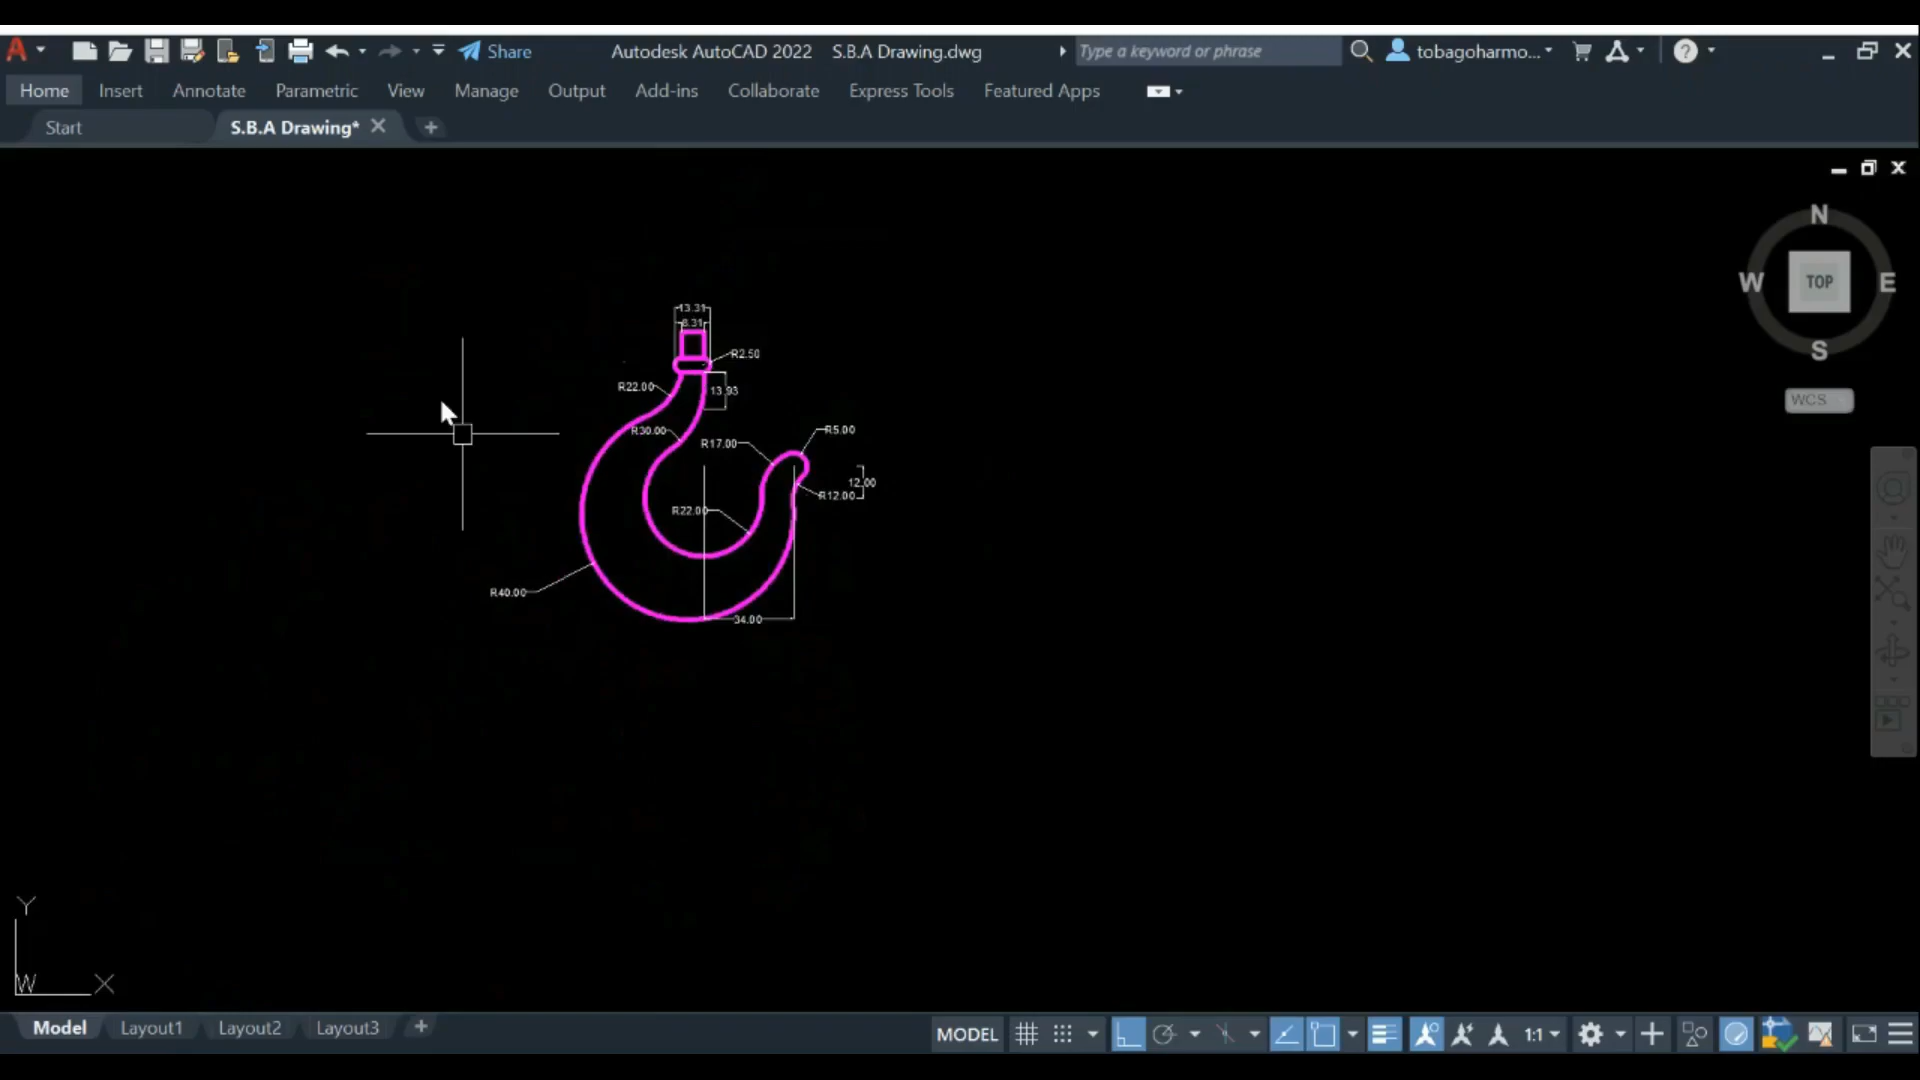 Share Autodesk AutoCAD 2022 S.B.A Drawing.dwg Type a keyword or phrase tobagoharmo...
Home Insert Annotate Parametric View Manage Output Add-ins Collaborate Express Tools Featured Apps
Start S.B.A Drawing*
N
W TOP E
S
WCS
13.31
8.31
R2.50
R22.00
13.93
R30.00
R17.00
R5.00
12.00
R12.00
R22.00
R40.00
34.00
Y
W X
Model Layout1 Layout2 Layout3
MODEL 1:1